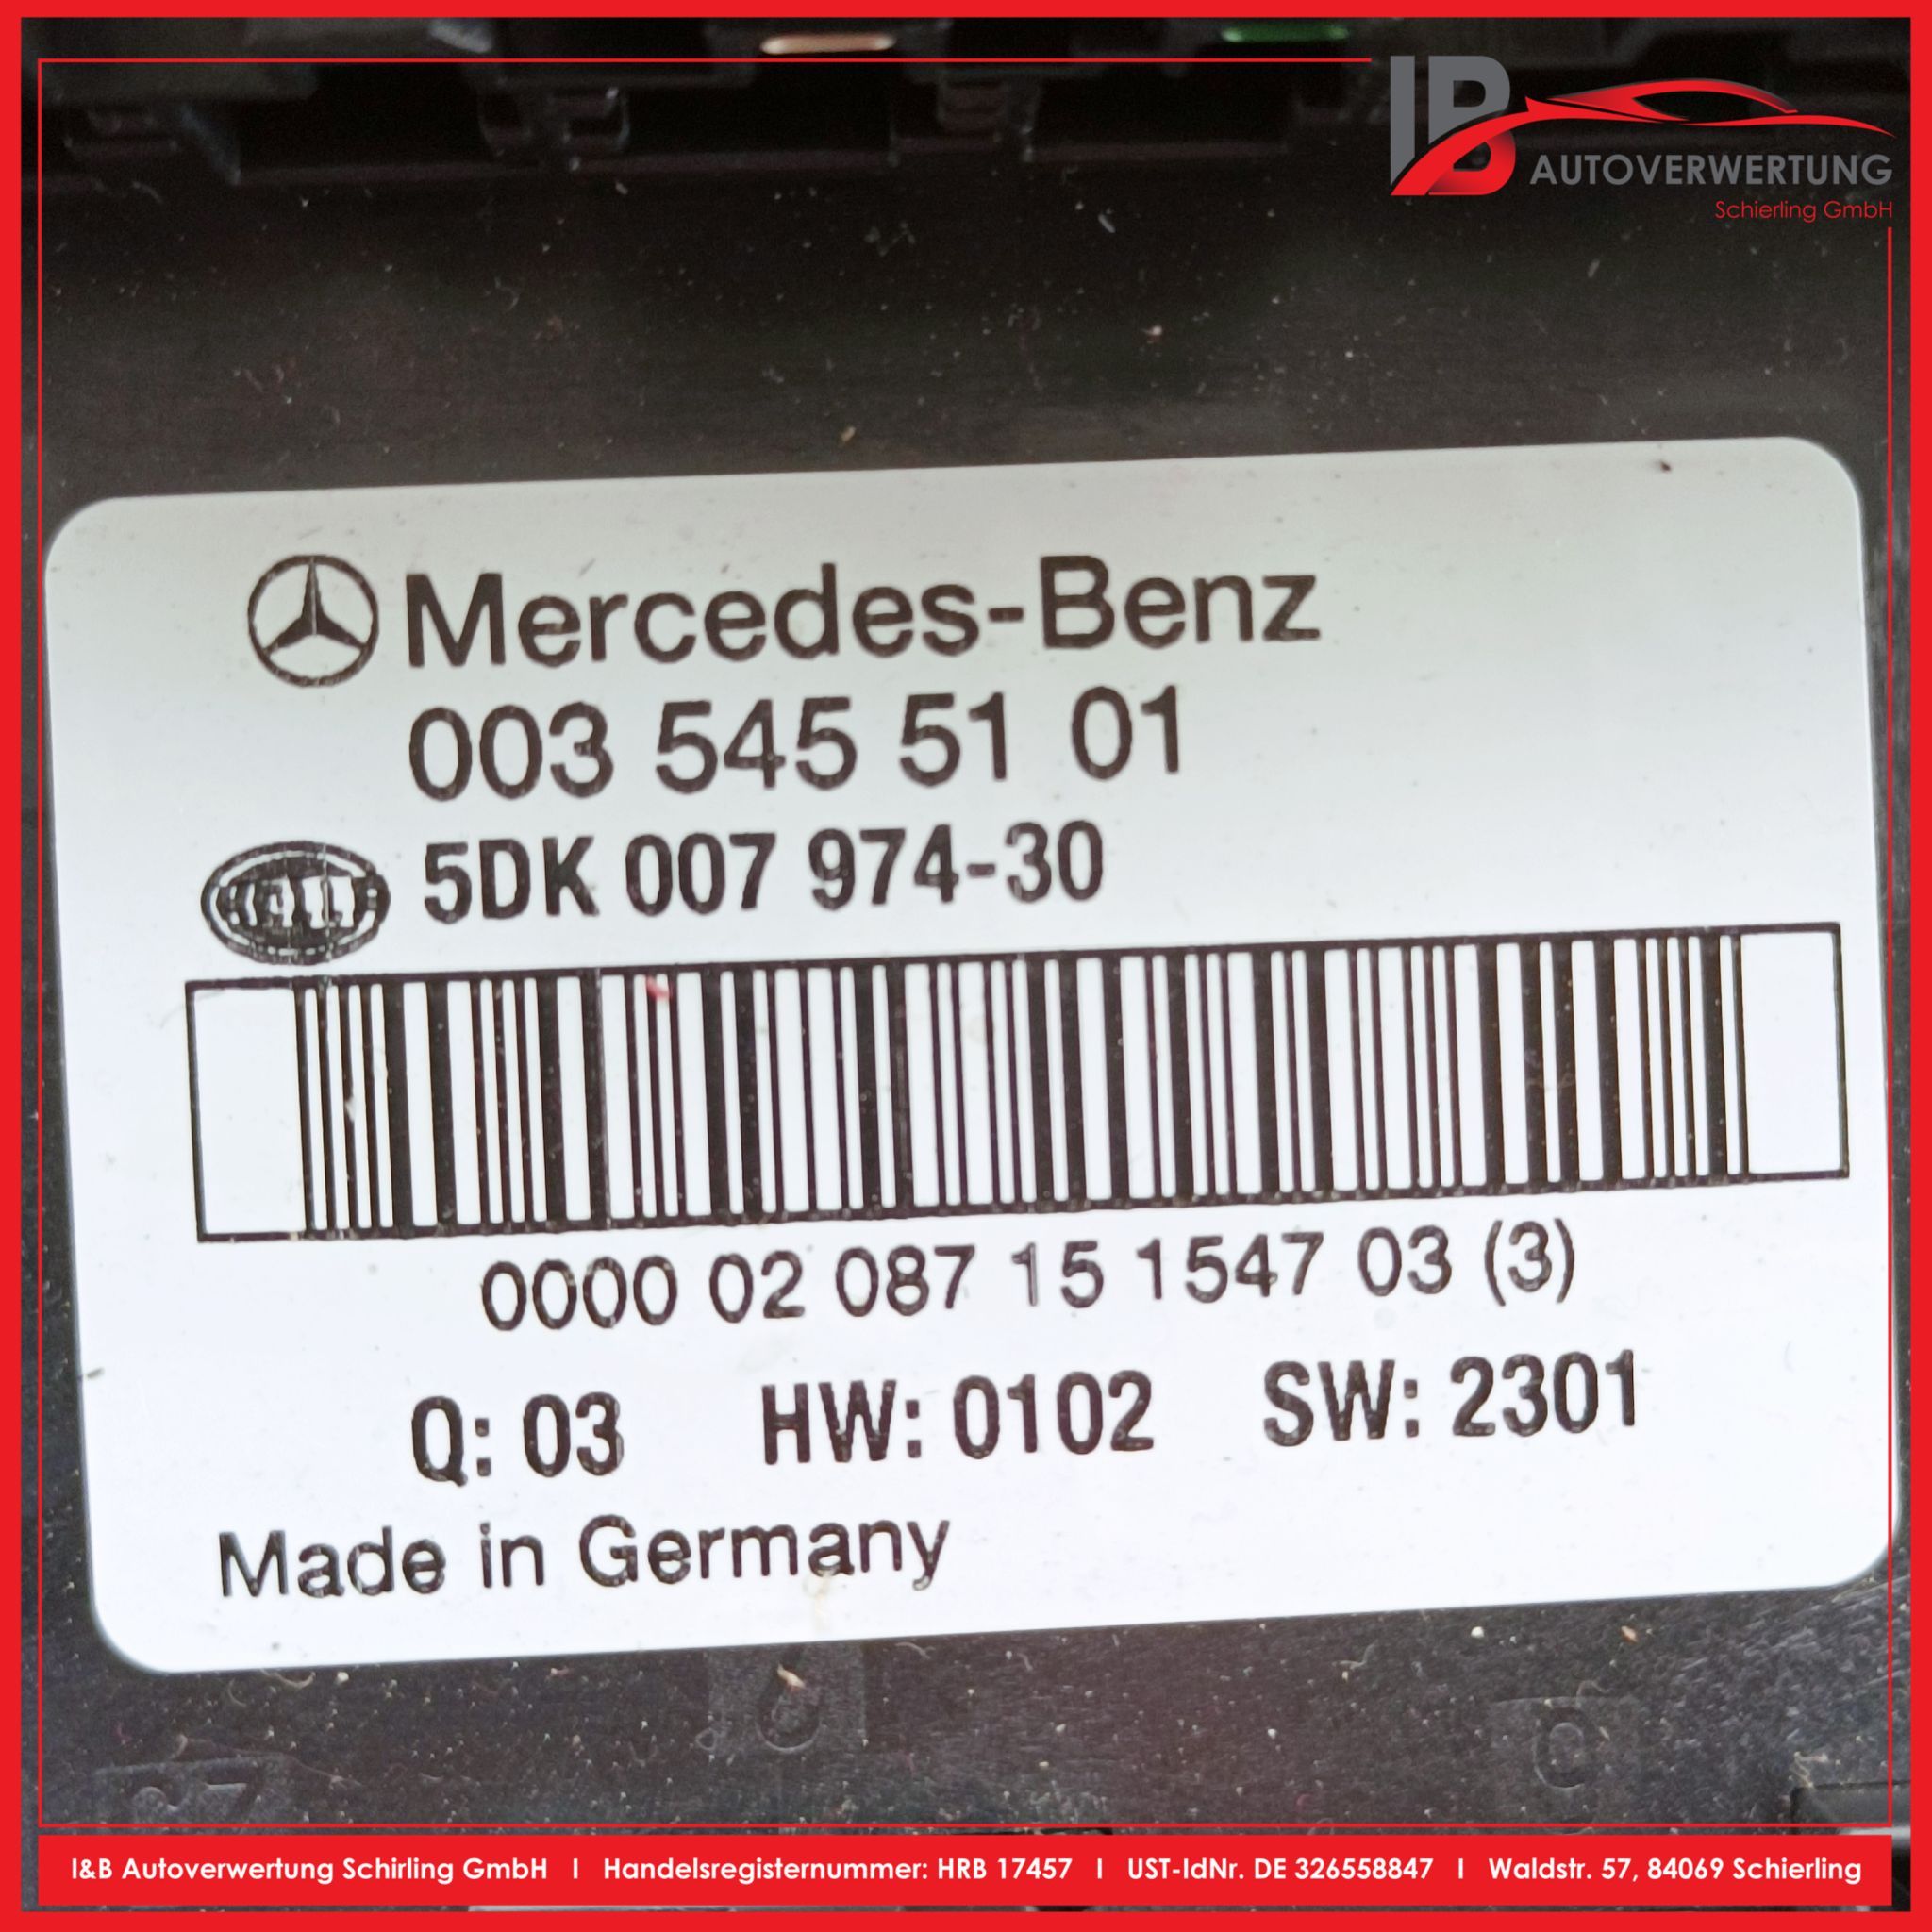 IB
AUTOVERWERTUNG
Schierling GmbH
Mercedes-Benz
003 545 51 01
HELLA
5DK 007 974-30
0000 02 087 15 1547 03 (3)
Q: 03 HW: 0102 SW: 2301
Made in Germany
I&B Autoverwertung Schirling GmbH I Handelsregisternummer: HRB 17457 I UST-IdNr. DE 326558847 I Waldstr. 57, 84069 Schierling